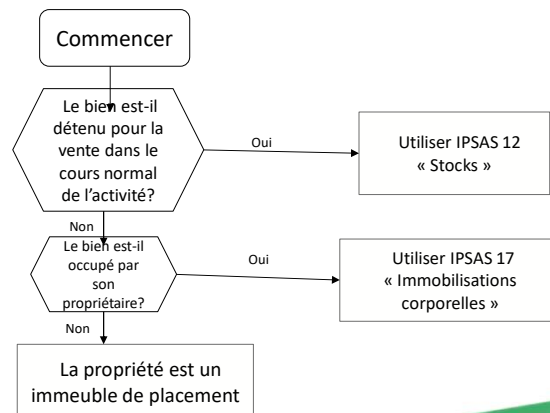 Commencer
Le bien est-il
détenu pour la
vente dans le
cours normal
de l'activité?
Oui
Utiliser IPSAS 12
« Stocks »
Non
Le bien est-il
occupé par
son
propriétaire?
Oui
Utiliser IPSAS 17
« Immobilisations
corporelles »
Non
La propriété est un
immeuble de placement